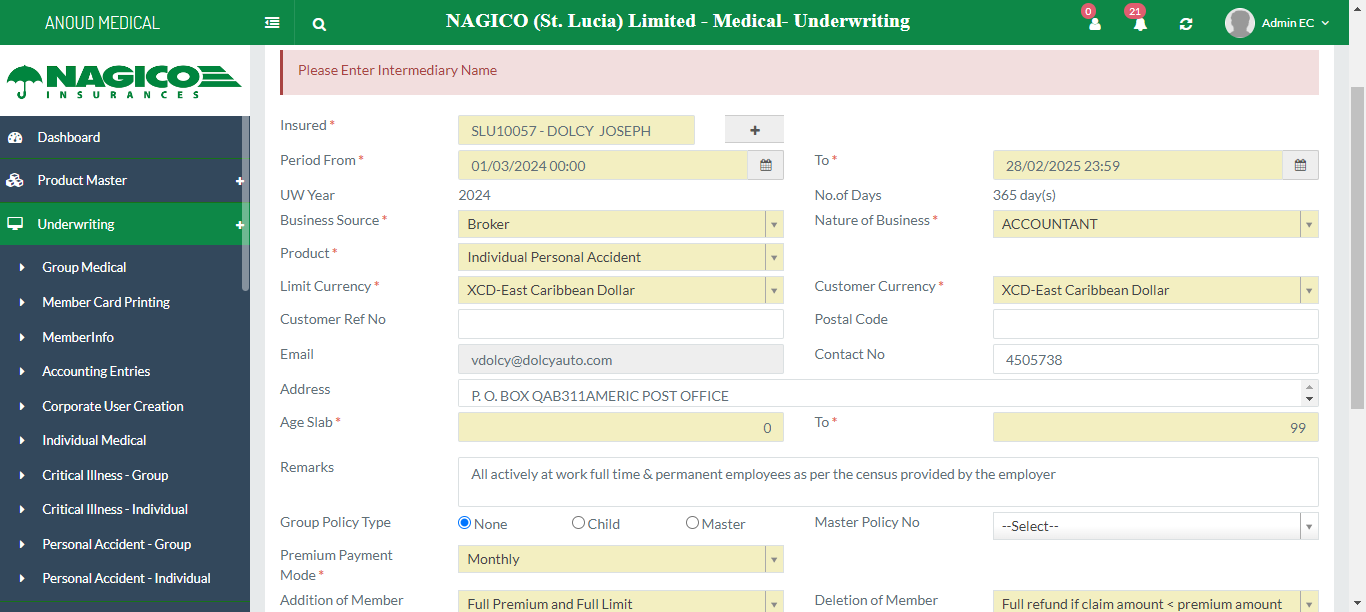 ANOUD MEDICAL
NAGICO (St. Lucia) Limited - Medical- Underwriting
0
21
Admin EC
NAGICO
INSURANCES
Dashboard
Product Master
Underwriting
Group Medical
Member Card Printing
MemberInfo
Accounting Entries
Corporate User Creation
Individual Medical
Critical Illness - Group
Critical Illness - Individual
Personal Accident - Group
Personal Accident - Individual
Please Enter Intermediary Name
Insured * SLU10057 - DOLCY JOSEPH +
Period From * 01/03/2024 00:00 To * 28/02/2025 23:59
UW Year 2024 No.of Days 365 day(s)
Business Source * Broker Nature of Business * ACCOUNTANT
Product * Individual Personal Accident
Limit Currency * XCD-East Caribbean Dollar Customer Currency * XCD-East Caribbean Dollar
Customer Ref No Postal Code
Email vdolcy@dolcyauto.com Contact No 4505738
Address P. O. BOX QAB311AMERIC POST OFFICE
Age Slab * 0 To * 99
Remarks All actively at work full time & permanent employees as per the census provided by the employer
Group Policy Type None Child Master Master Policy No --Select--
Premium Payment
Mode * Monthly
Addition of Member Full Premium and Full Limit Deletion of Member Full refund if claim amount < premium amount